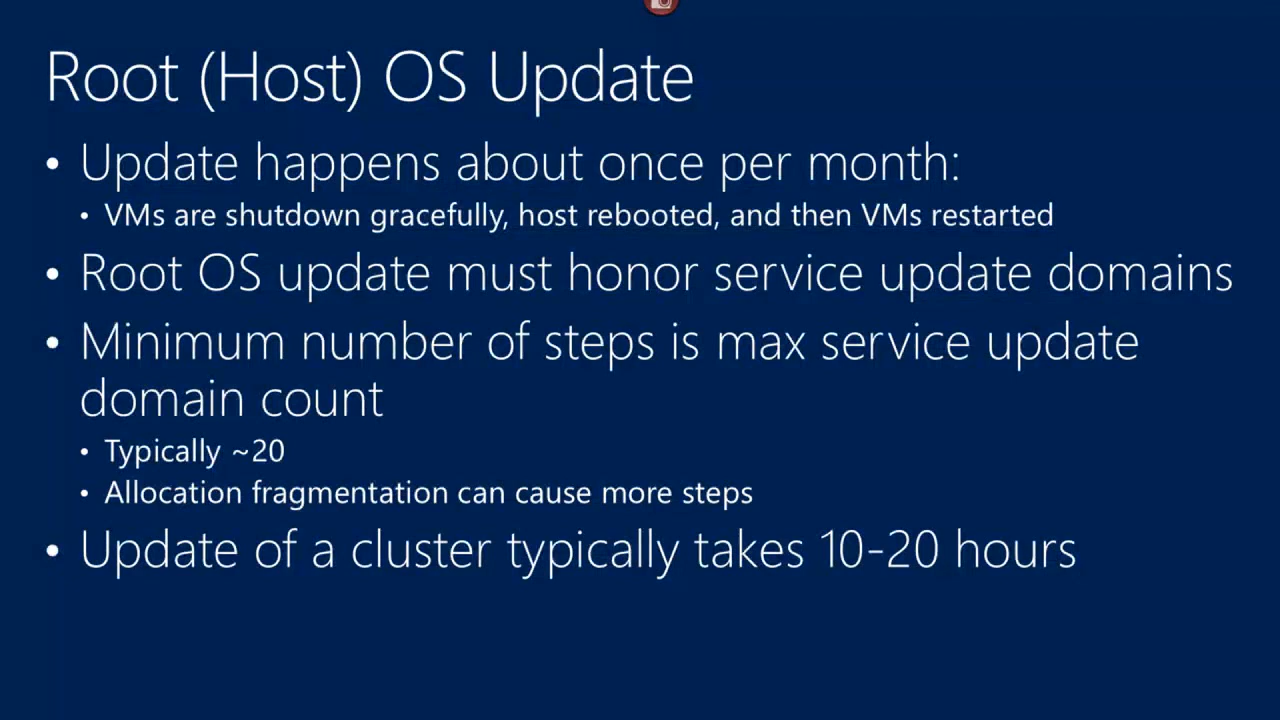 Root (Host) OS Update
• Update happens about once per month:
• VMs are shutdown gracefully, host rebooted, and then VMs restarted
• Root OS update must honor service update domains
• Minimum number of steps is max service update
domain count
• Typically ~20
• Allocation fragmentation can cause more steps
• Update of a cluster typically takes 10-20 hours